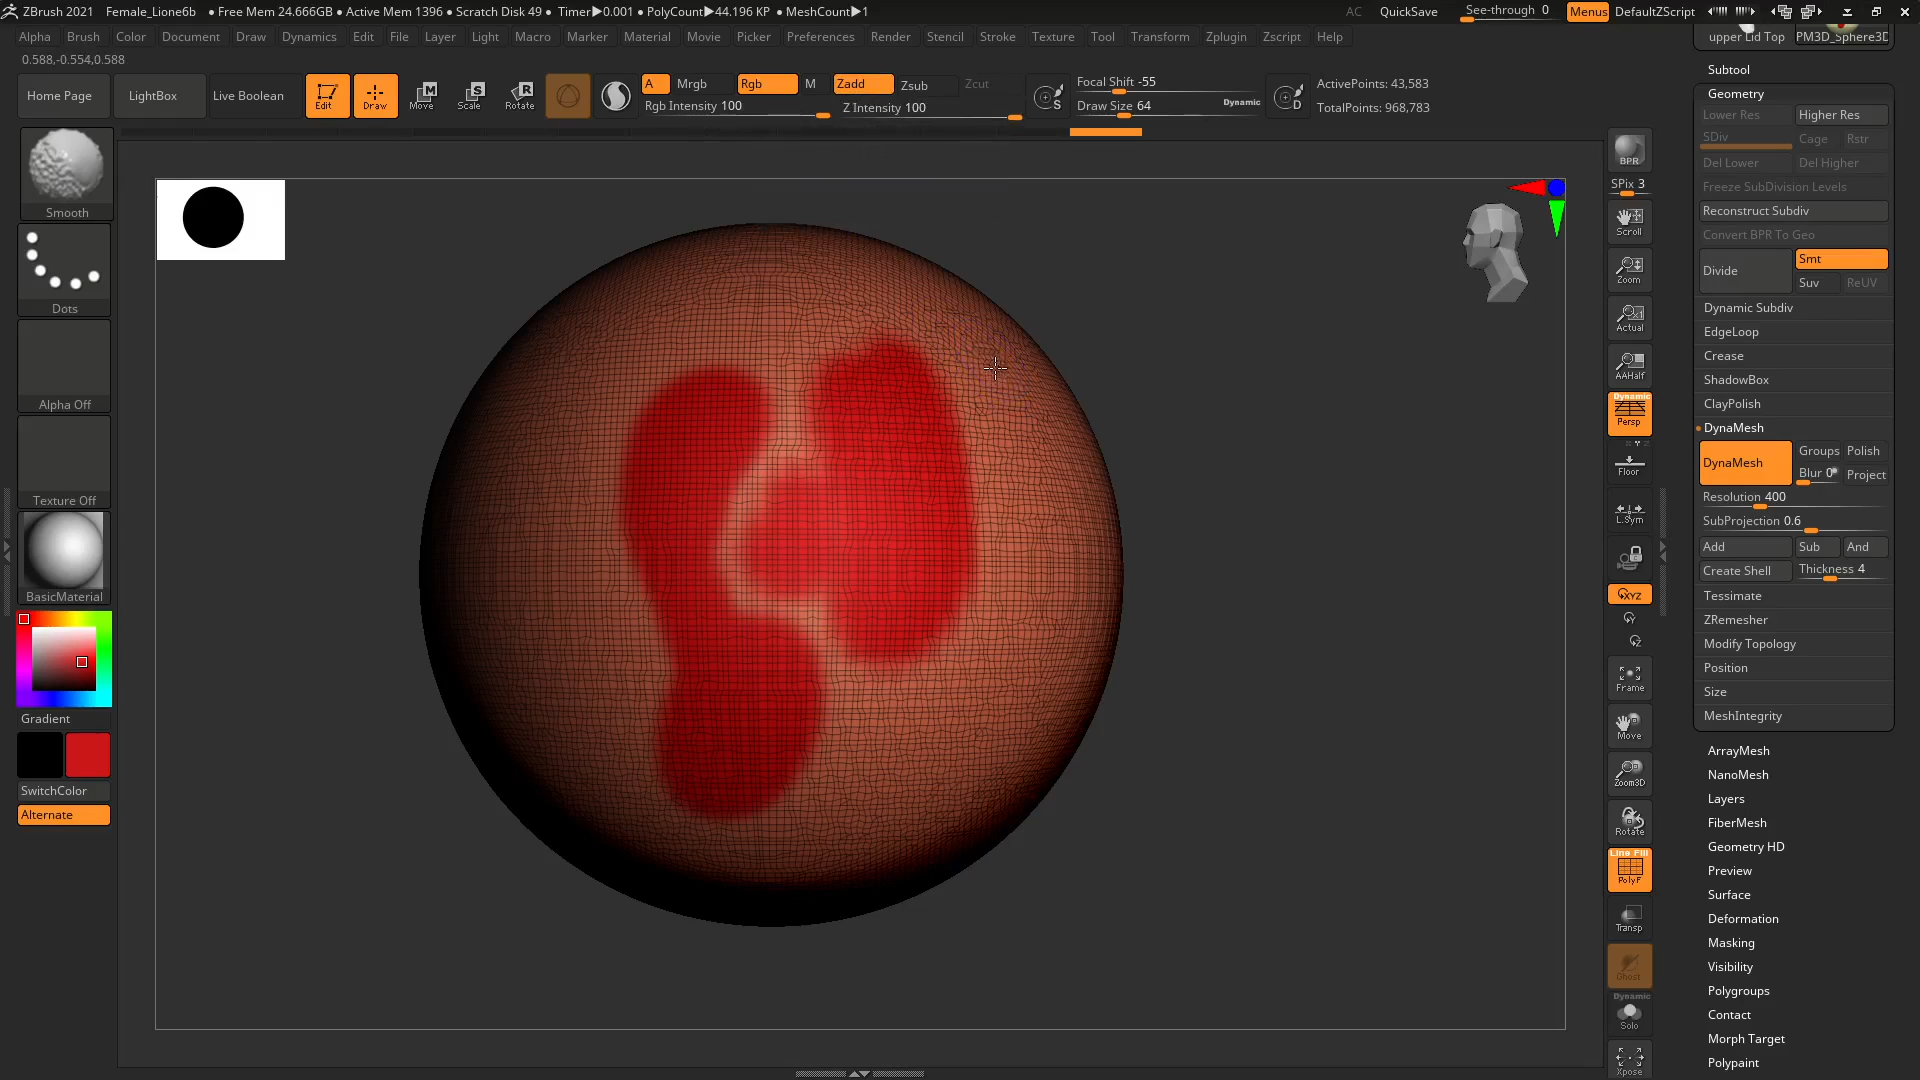 ZBrush 2021 Female_Lione6b • Free Mem 24.666GB • Active Mem 1396 • Scratch Disk 49 • Timer▶0.001 • PolyCount▶44.196 KP • MeshCount▶1 AC QuickSave See-through 0 Menus DefaultZScript
Alpha Brush Color Document Draw Dynamics Edit File Layer Light Macro Marker Material Movie Picker Preferences Render Stencil Stroke Texture Tool Transform Zplugin Zscript Help
0.588,-0.554,0.588
Home Page LightBox Live Boolean Edit Draw Move Scale Rotate
A Mrgb Rgb M Zadd Zsub Zcut
Rgb Intensity 100 Z Intensity 100
Focal Shift -55
Draw Size 64 Dynamic
ActivePoints: 43,583
TotalPoints: 968,783
Smooth
Dots
Alpha Off
Texture Off
BasicMaterial
Gradient
SwitchColor
Alternate
BPR
SPix 3
Scroll
Zoom
Actual
AAHalf
Dynamic
Persp
Floor
L.Sym
XYZ
Y
Z
Frame
Move
Zoom3D
Rotate
Line Fill
PolyF
Transp
Ghost
Dynamic
Solo
Xpose
upper Lid Top PM3D_Sphere3D
Subtool
Geometry
Lower Res Higher Res
SDiv Cage Rstr
Del Lower Del Higher
Freeze SubDivision Levels
Reconstruct Subdiv
Convert BPR To Geo
Divide Smt
Suv ReUV
Dynamic Subdiv
EdgeLoop
Crease
ShadowBox
ClayPolish
DynaMesh
DynaMesh Groups Polish
Blur 0 Project
Resolution 400
SubProjection 0.6
Add Sub And
Create Shell Thickness 4
Tessimate
ZRemesher
Modify Topology
Position
Size
MeshIntegrity
ArrayMesh
NanoMesh
Layers
FiberMesh
Geometry HD
Preview
Surface
Deformation
Masking
Visibility
Polygroups
Contact
Morph Target
Polypaint